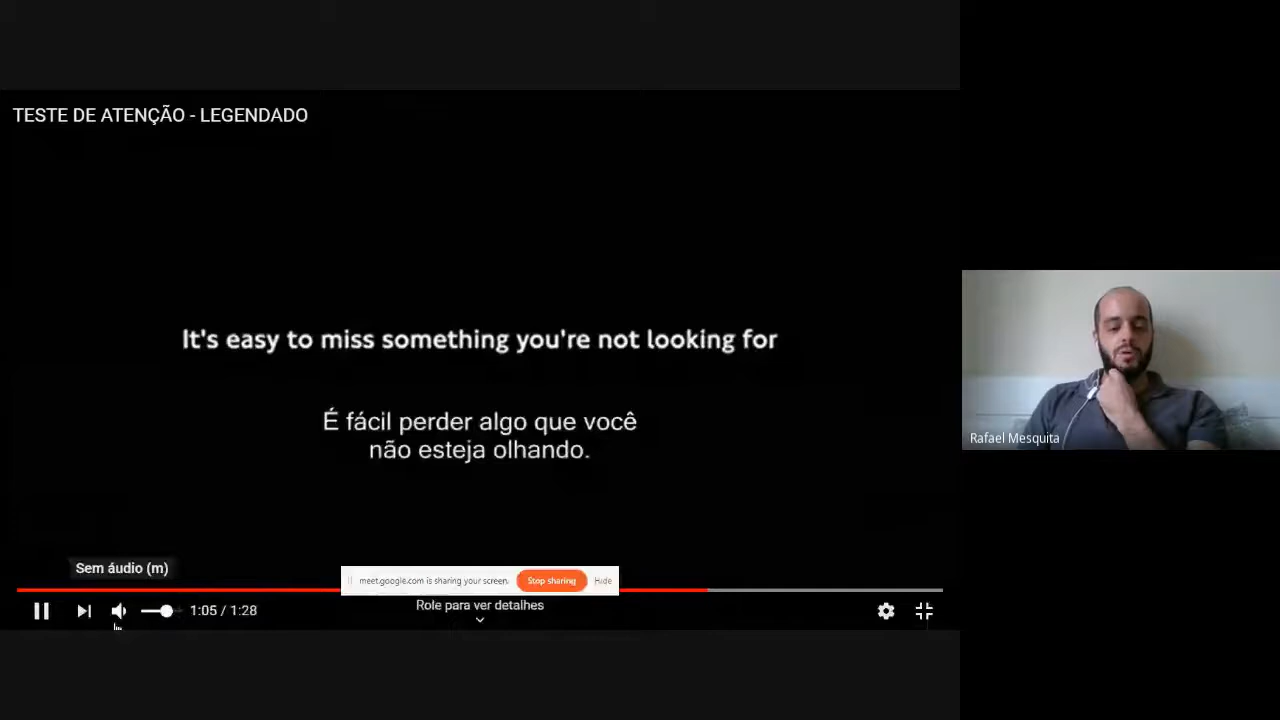 TESTE DE ATENÇÃO - LEGENDADO
It's easy to miss something you're not looking for
É fácil perder algo que você
não esteja olhando.
Rafael Mesquita
Sem áudio (m)
meet.google.com is sharing your screen. Stop sharing Hide
1:05 / 1:28
Role para ver detalhes